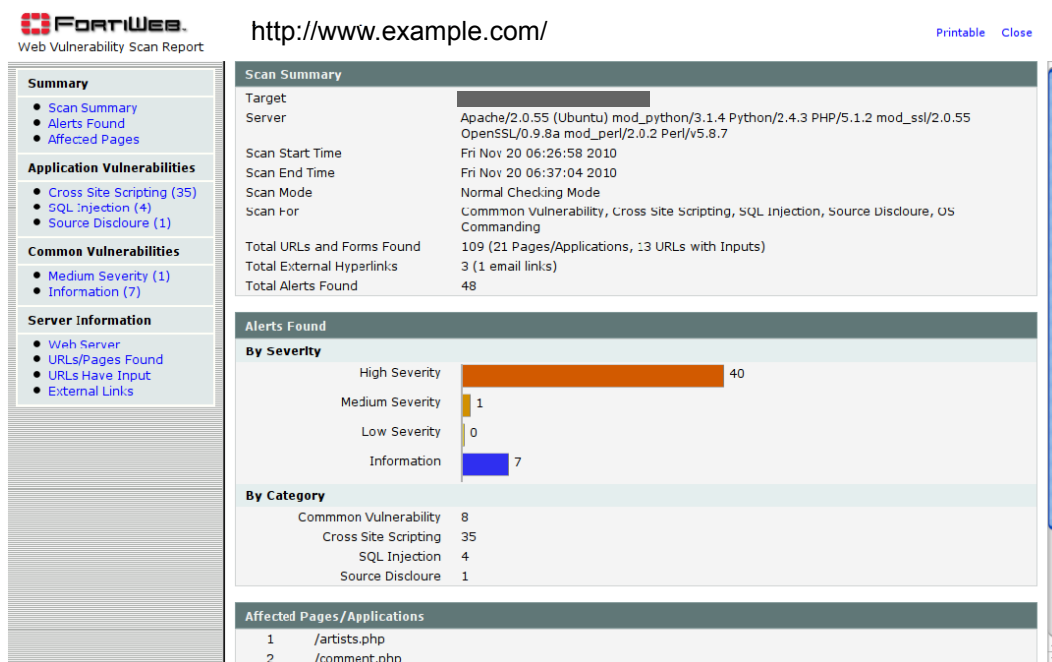 FORTIWEB.
http://www.example.com/
Printable Close
Web Vulnerability Scan Report
Summary
Scan Summary
Alerts Found
Affected Pages
Application Vulnerabilities
Cross Site Scripting (35)
SQL Injection (4)
Source Discloure (1)
Common Vulnerabilities
Medium Severity (1)
Information (7)
Server Information
Web Server
URLs/Pages Found
URLs Have Input
External Links
Scan Summary
Target
Server Apache/2.0.55 (Ubuntu) mod_python/3.1.4 Python/2.4.3 PHP/5.1.2 mod_ssl/2.0.55
OpenSSL/0.9.8a mod_perl/2.0.2 Perl/v5.8.7
Scan Start Time Fri Nov 20 06:26:58 2010
Scan End Time Fri Nov 20 06:37:04 2010
Scan Mode Normal Checking Mode
Scan For Commmon Vulnerability, Cross Site Scripting, SQL Injection, Source Discloure, OS
Commanding
Total URLs and Forms Found 109 (21 Pages/Applications, 13 URLs with Inputs)
Total External Hyperlinks 3 (1 email links)
Total Alerts Found 48
Alerts Found
By Severity
High Severity 40
Medium Severity 1
Low Severity 0
Information 7
By Category
Commmon Vulnerability 8
Cross Site Scripting 35
SQL Injection 4
Source Discloure 1
Affected Pages/Applications
1 /artists.php
2 /comment.php